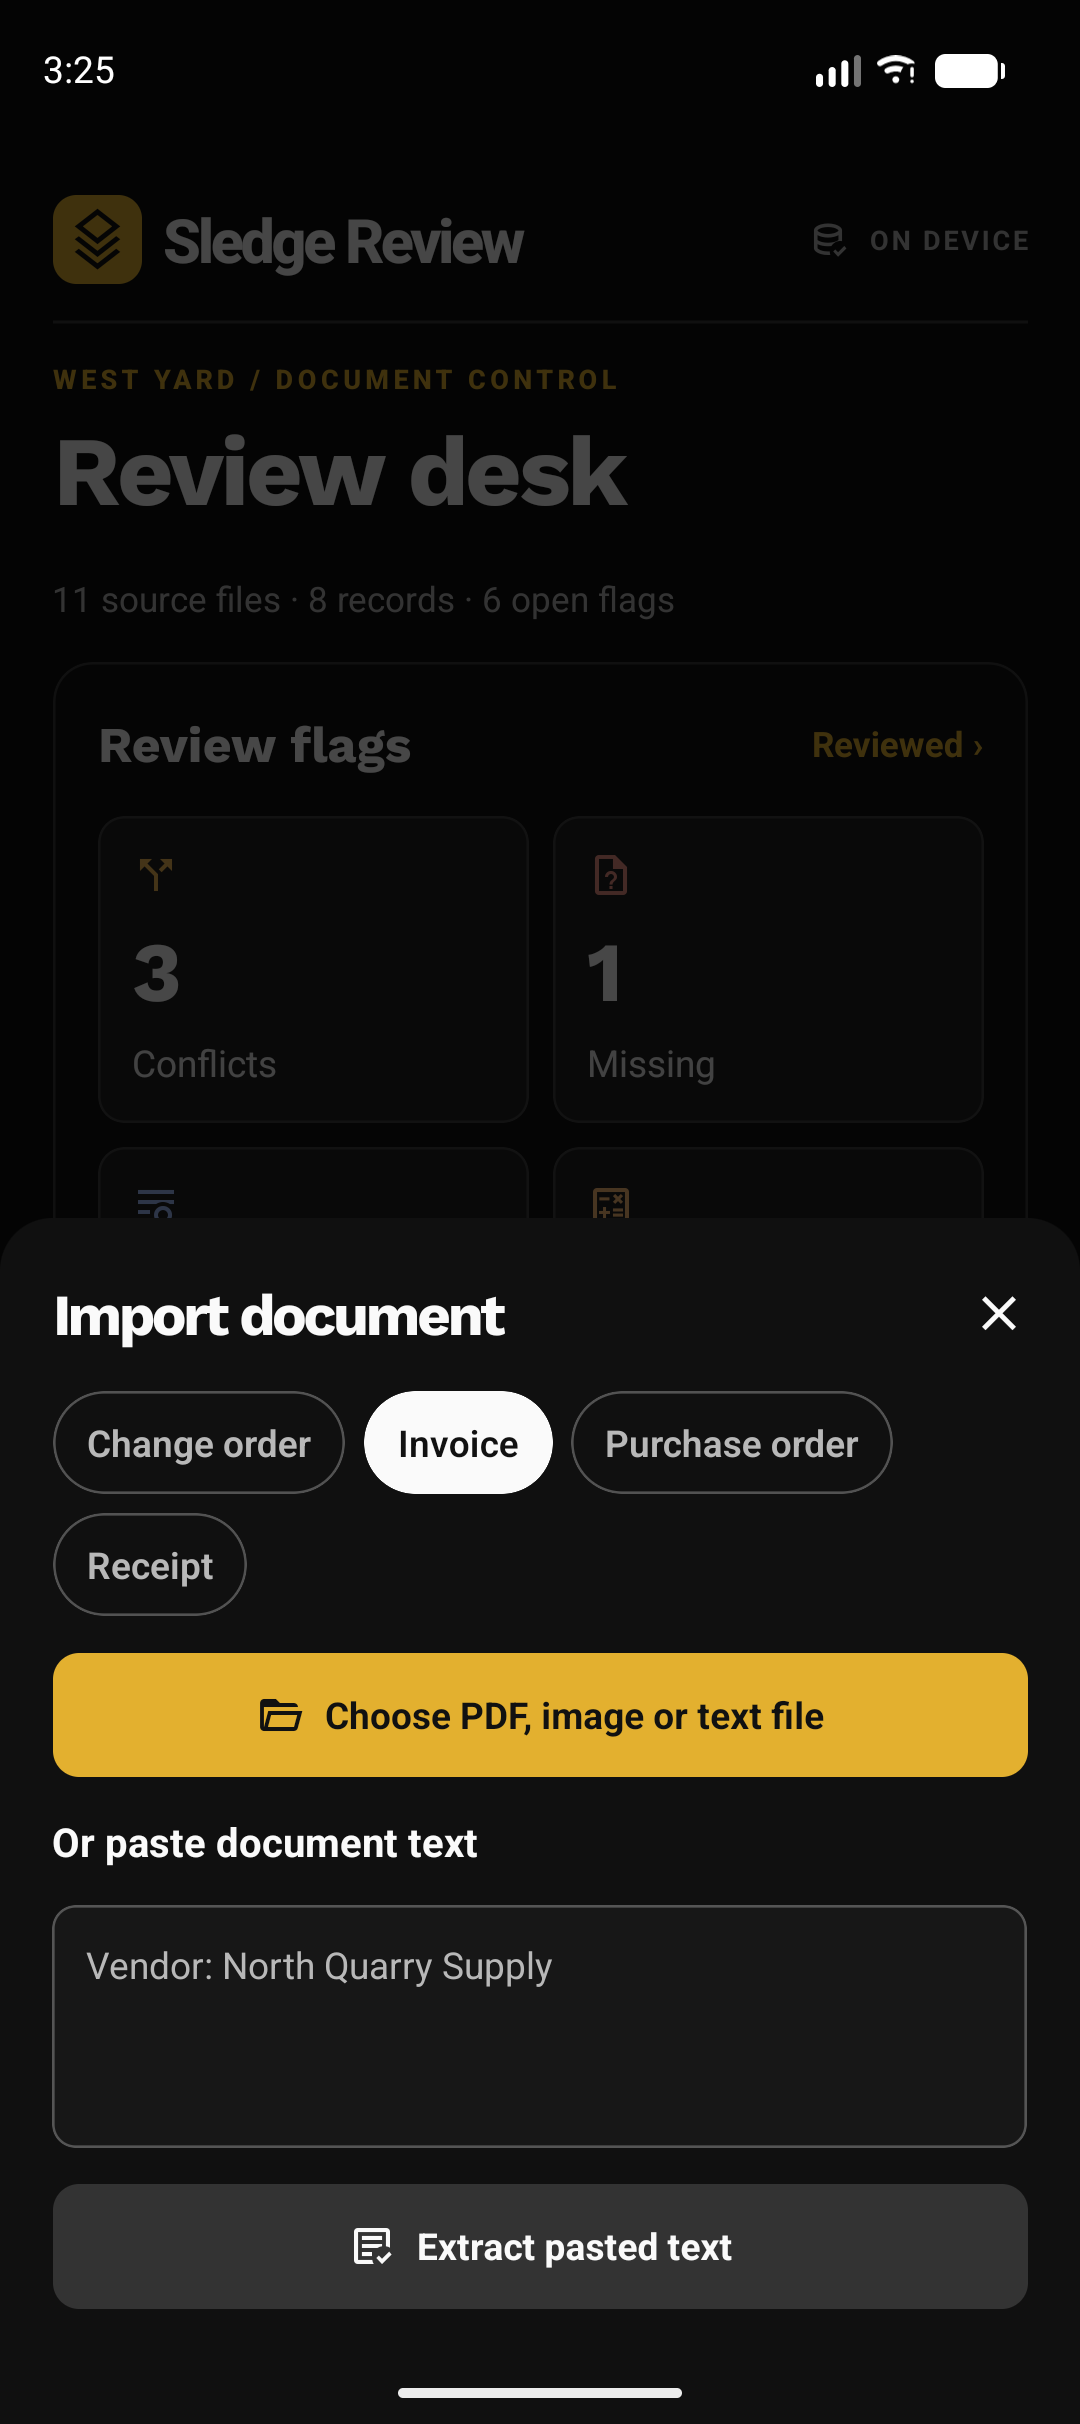 3:25
Sledge Review
ON DEVICE
WEST YARD / DOCUMENT CONTROL
Review desk
11 source files · 8 records · 6 open flags
Review flags
Reviewed ›
3
1
Conflicts
Missing
Import document
Change order
Invoice
Purchase order
Receipt
Choose PDF, image or text file
Or paste document text
Vendor: North Quarry Supply
Extract pasted text